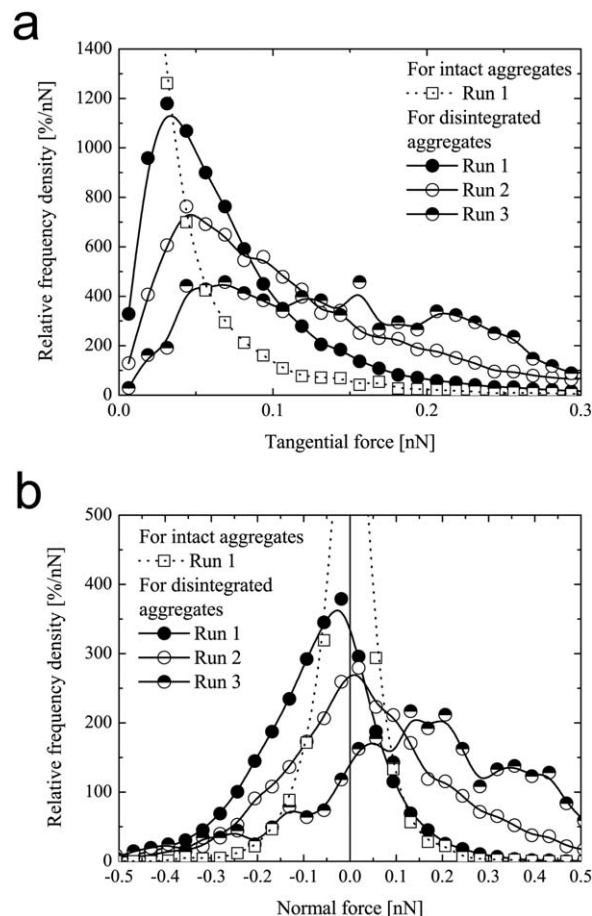 a
1400
1200
1000
800
600
400
200
0
Relative frequency density [%/nN]
For intact aggregates
Run 1
For disintegrated
aggregates
Run 1
Run 2
Run 3
0.0
0.1
0.2
0.3
Tangential force [nN]
b
500
400
300
200
100
0
Relative frequency density [%/nN]
For intact aggregates
Run 1
For disintegrated
aggregates
Run 1
Run 2
Run 3
-0.5 -0.4 -0.3 -0.2 -0.1 0.0 0.1 0.2 0.3 0.4 0.5
Normal force [nN]